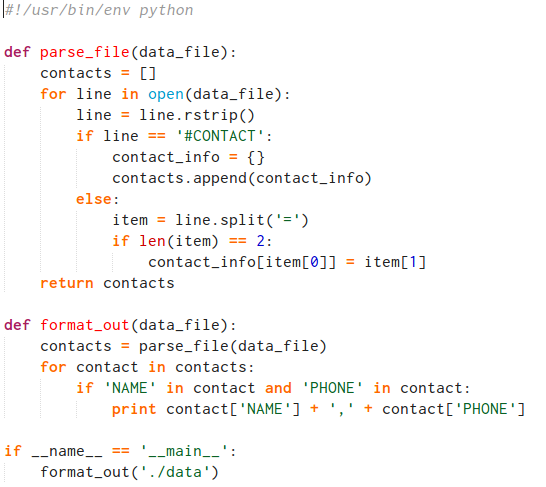 #!/usr/bin/env python
def parse_file(data_file):
    contacts = []
    for line in open(data_file):
        line = line.rstrip()
        if line == '#CONTACT':
            contact_info = {}
            contacts.append(contact_info)
        else:
            item = line.split('=')
            if len(item) == 2:
                contact_info[item[0]] = item[1]
    return contacts
def format_out(data_file):
    contacts = parse_file(data_file)
    for contact in contacts:
        if 'NAME' in contact and 'PHONE' in contact:
            print contact['NAME'] + ',' + contact['PHONE']
if __name__ == '__main__':
    format_out('./data')